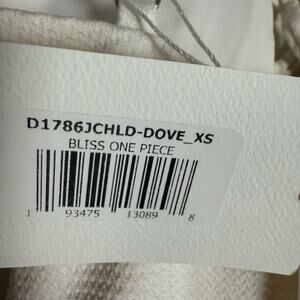 D1786JCHLD-DOVE_XS
BLISS ONE PIECE
1 93475 13089 8